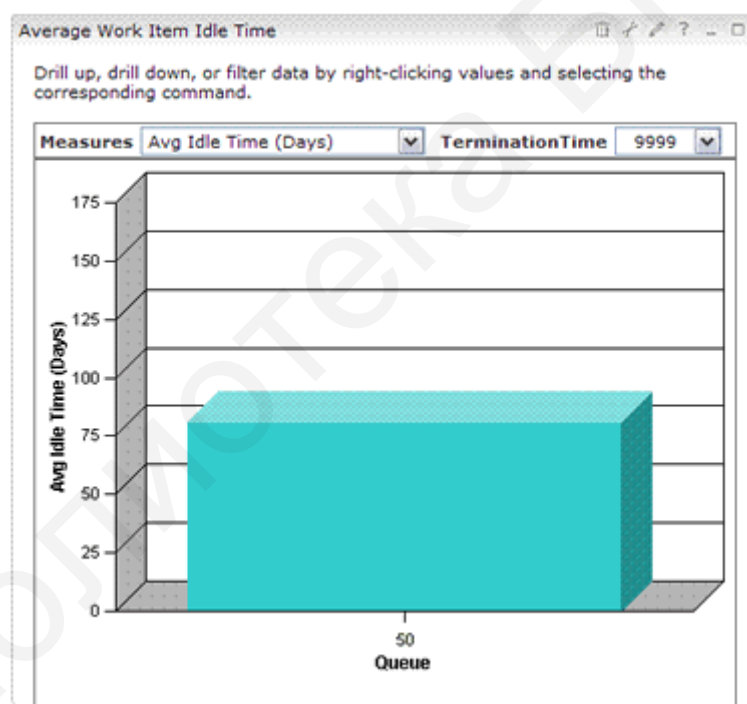 Average Work Item Idle Time
Drill up, drill down, or filter data by right-clicking values and selecting the
corresponding command.
Measures Avg Idle Time (Days) TerminationTime 9999
175
150
125
100
75
50
25
0
Avg Idle Time (Days)
50
Queue